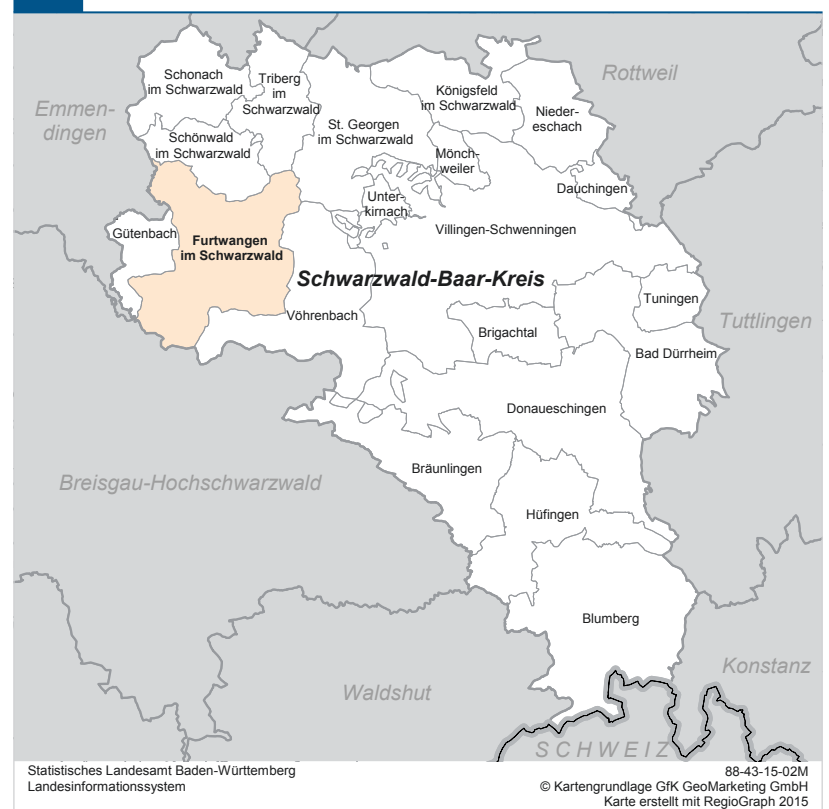 Rottweil
Schonach
im Schwarzwald
Triberg
im
Schwarzwald
Königsfeld
im Schwarzwald
Emmen-
dingen
Nieder-
eschach
St. Georgen
im Schwarzwald
Schönwald
im Schwarzwald
Mönch-
weiler
Dauchingen
Unter-
kirnach
Gütenbach
Furtwangen
im Schwarzwald
Villingen-Schwenningen
Schwarzwald-Baar-Kreis
Tuningen
Vöhrenbach
Tuttlingen
Brigachtal
Bad Dürrheim
Donaueschingen
Bräunlingen
Breisgau-Hochschwarzwald
Hüfingen
Blumberg
Konstanz
Waldshut
SCHWEIZ
Statistisches Landesamt Baden-Württemberg
Landesinformationssystem
88-43-15-02M
© Kartengrundlage GfK GeoMarketing GmbH
Karte erstellt mit RegioGraph 2015